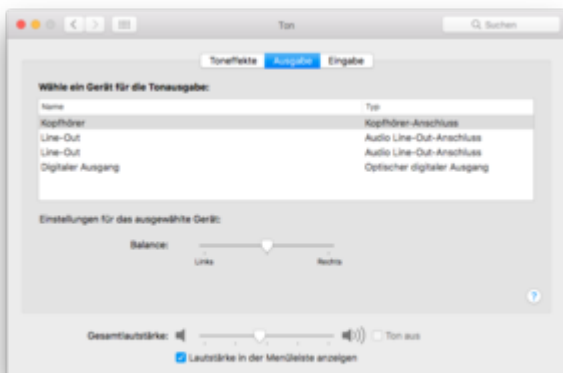 Ton
Suchen
Toneffekte Ausgabe Eingabe
Wähle ein Gerät für die Tonausgabe:
Name Typ
Kopfhörer Kopfhörer-Anschluss
Line-Out Audio Line-Out-Anschluss
Line-Out Audio Line-Out-Anschluss
Digitaler Ausgang Optischer digitaler Ausgang
Einstellungen für das ausgewählte Gerät:
Balance:
Links Rechts
?
Gesamtlautstärke: Ton aus
Lautstärke in der Menüleiste anzeigen